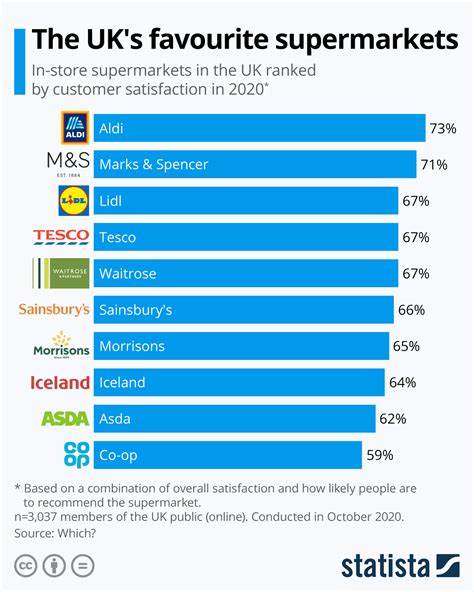 The UK's favourite supermarkets
In-store supermarkets in the UK ranked
by customer satisfaction in 2020*
ALDI
Aldi
73%
M&S
EST. 1884
Marks & Spencer
71%
LIDL
Lidl
67%
TESCO
Tesco
67%
WAITROSE
& PARTNERS
Waitrose
67%
Sainsbury's
Sainsbury's
66%
Morrisons
Since 1899
Morrisons
65%
Iceland
Iceland
64%
ASDA
Asda
62%
CO
OP
Co-op
59%
* Based on a combination of overall satisfaction and how likely people are
to recommend the supermarket.
n=3,037 members of the UK public (online). Conducted in October 2020.
Source: Which?
cc
statista